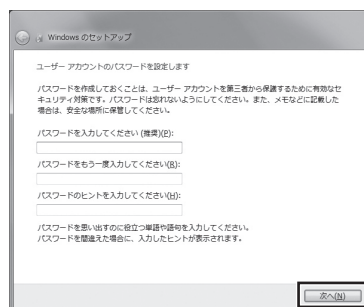 Windows のセットアップ
ユーザー アカウントのパスワードを設定します
パスワードを作成しておくことは、ユーザー アカウントを第三者から保護するために有効なセ
キュリティ対策です。パスワードは忘れないようにしてください。また、メモなどに記載した
場合は、安全な場所に保管してください。
パスワードを入力してください (推奨)(P):
パスワードをもう一度入力してください(R):
パスワードのヒントを入力してください(H):
パスワードを思い出すのに役立つ単語や語句を入力してください。
パスワードを間違えた場合に、入力したヒントが表示されます。
次へ(N)